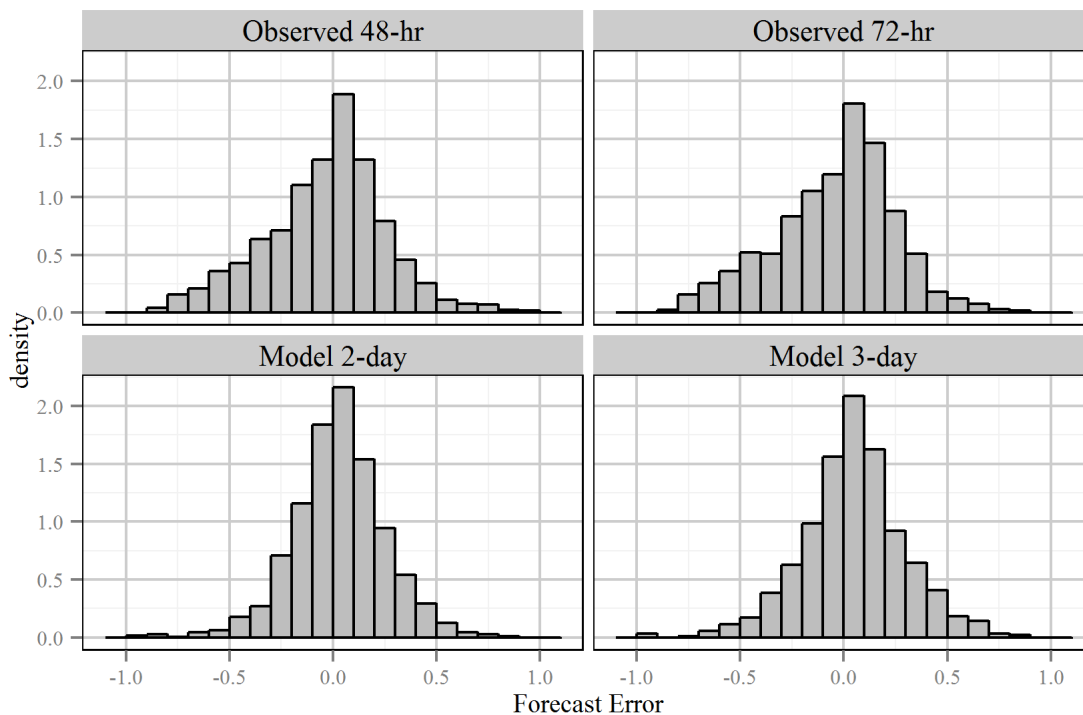 Observed 48-hr
Observed 72-hr
2.0
1.5
1.0
0.5
0.0
Model 2-day
Model 3-day
2.0
1.5
1.0
0.5
0.0
density
-1.0 -0.5 0.0 0.5 1.0
-1.0 -0.5 0.0 0.5 1.0
Forecast Error